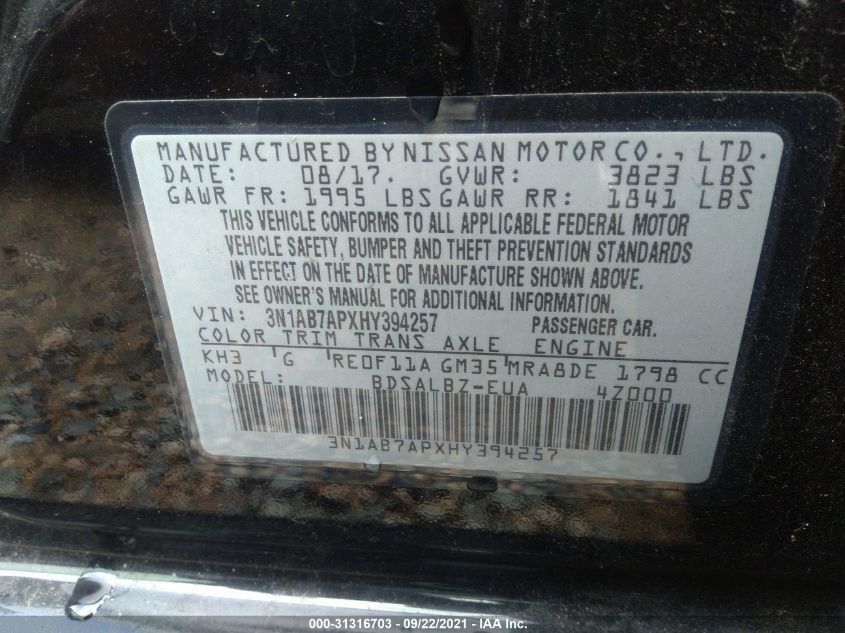 MANUFACTURED BY NISSAN MOTOR CO., LTD.
DATE: 08/17. GVWR: 3823 LBS
GAWR FR: 1995 LBS GAWR RR: 1841 LBS
THIS VEHICLE CONFORMS TO ALL APPLICABLE FEDERAL MOTOR
VEHICLE SAFETY, BUMPER AND THEFT PREVENTION STANDARDS
IN EFFECT ON THE DATE OF MANUFACTURE SHOWN ABOVE.
SEE OWNER'S MANUAL FOR ADDITIONAL INFORMATION.
VIN: 3N1AB7APXHY394257 PASSENGER CAR.
COLOR TRIM TRANS AXLE ENGINE
KH3 G RE0F11A GM35 MRA8DE 1798 CC
MODEL: BDSALBZ-EUA 4Z000
3N1AB7APXHY394257
000-31316703 - 09/22/2021 - IAA Inc.